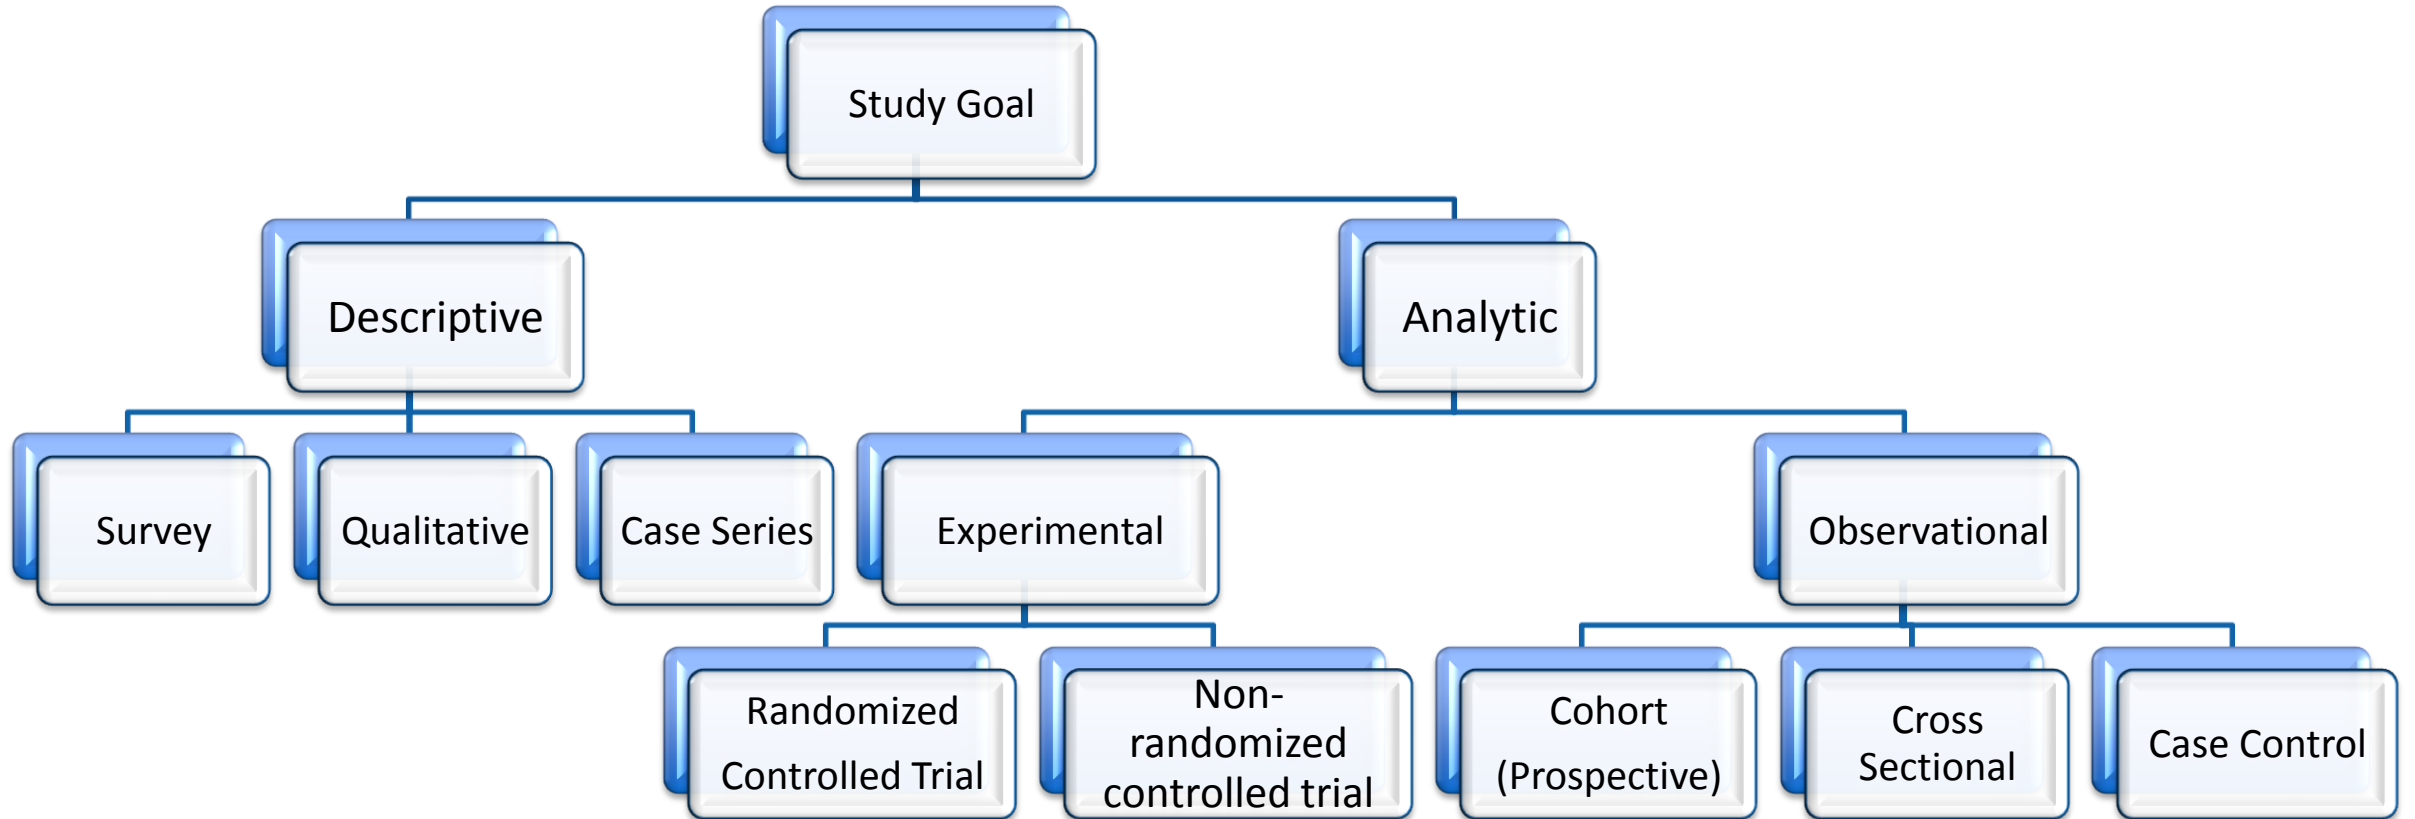 Study Goal
Descriptive
Analytic
Survey
Qualitative
Case Series
Experimental
Observational
Randomized
Controlled Trial
Non-
randomized
controlled trial
Cohort
(Prospective)
Cross
Sectional
Case Control